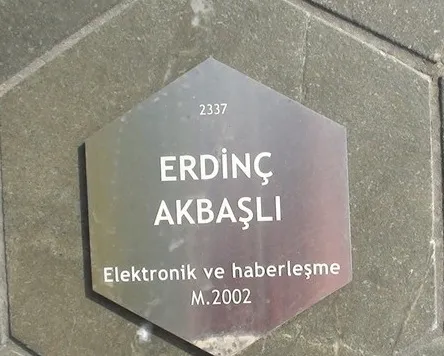 2337
ERDİNÇ
AKBAŞLI
Elektronik ve haberleşme
M.2002